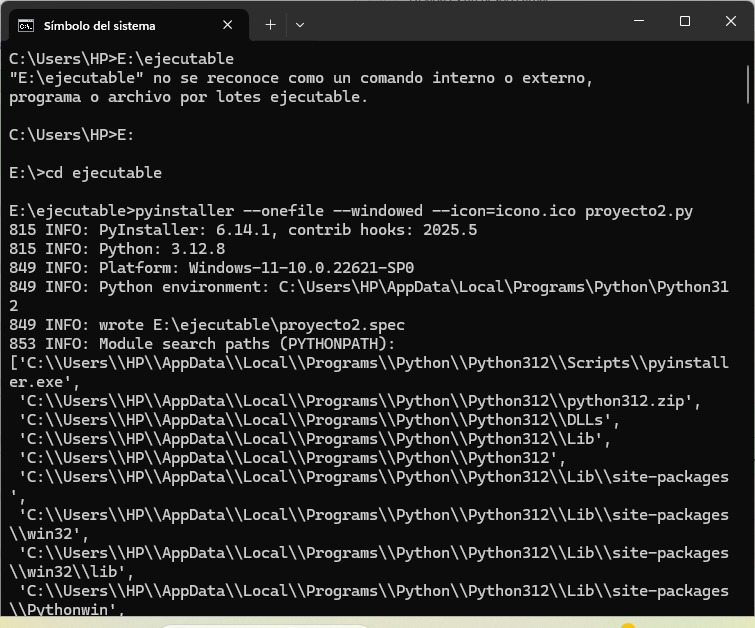 Símbolo del sistema
C:\Users\HP>E:\ejecutable
"E:\ejecutable" no se reconoce como un comando interno o externo,
programa o archivo por lotes ejecutable.
C:\Users\HP>E:
E:\>cd ejecutable
E:\ejecutable>pyinstaller --onefile --windowed --icon=icono.ico proyecto2.py
815 INFO: PyInstaller: 6.14.1, contrib hooks: 2025.5
815 INFO: Python: 3.12.8
849 INFO: Platform: Windows-11-10.0.22621-SP0
849 INFO: Python environment: C:\Users\HP\AppData\Local\Programs\Python\Python31
2
849 INFO: wrote E:\ejecutable\proyecto2.spec
853 INFO: Module search paths (PYTHONPATH):
['C:\\Users\\HP\\AppData\\Local\\Programs\\Python\\Python312\\Scripts\\pyinstall
er.exe',
'C:\\Users\\HP\\AppData\\Local\\Programs\\Python\\Python312\\python312.zip',
'C:\\Users\\HP\\AppData\\Local\\Programs\\Python\\Python312\\DLLs',
'C:\\Users\\HP\\AppData\\Local\\Programs\\Python\\Python312\\Lib',
'C:\\Users\\HP\\AppData\\Local\\Programs\\Python\\Python312',
'C:\\Users\\HP\\AppData\\Local\\Programs\\Python\\Python312\\Lib\\site-packages
',
'C:\\Users\\HP\\AppData\\Local\\Programs\\Python\\Python312\\Lib\\site-packages
\\win32',
'C:\\Users\\HP\\AppData\\Local\\Programs\\Python\\Python312\\Lib\\site-packages
\\win32\\lib',
'C:\\Users\\HP\\AppData\\Local\\Programs\\Python\\Python312\\Lib\\site-packages
\\Pythonwin',